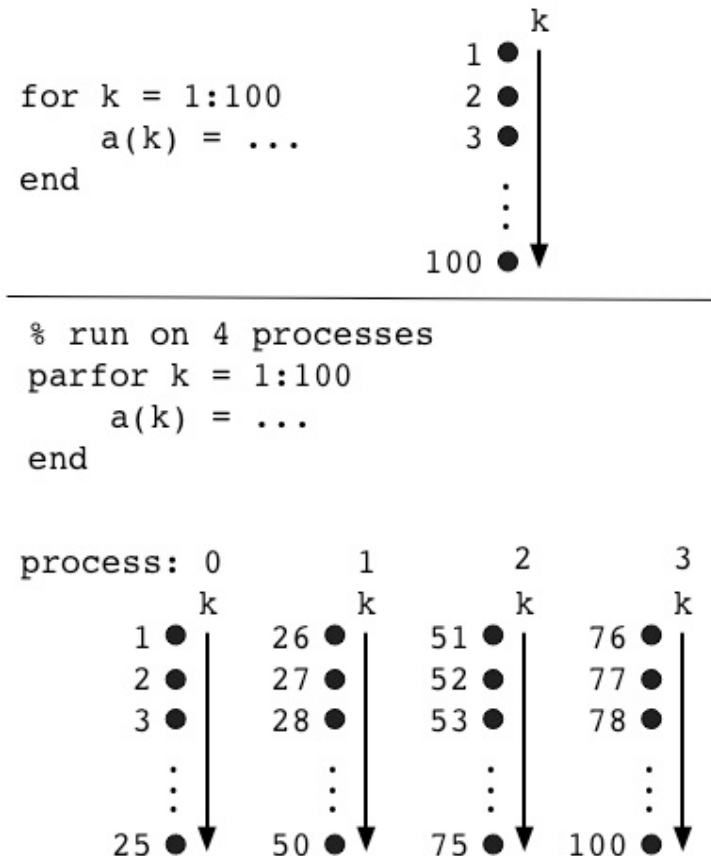 k
for k = 1:100
a(k) = ...
end
1
2
3
100
% run on 4 processes
parfor k = 1:100
a(k) = ...
end
process: 0 1 2 3
k k k k
1 26 51 76
2 27 52 77
3 28 53 78
25 50 75 100